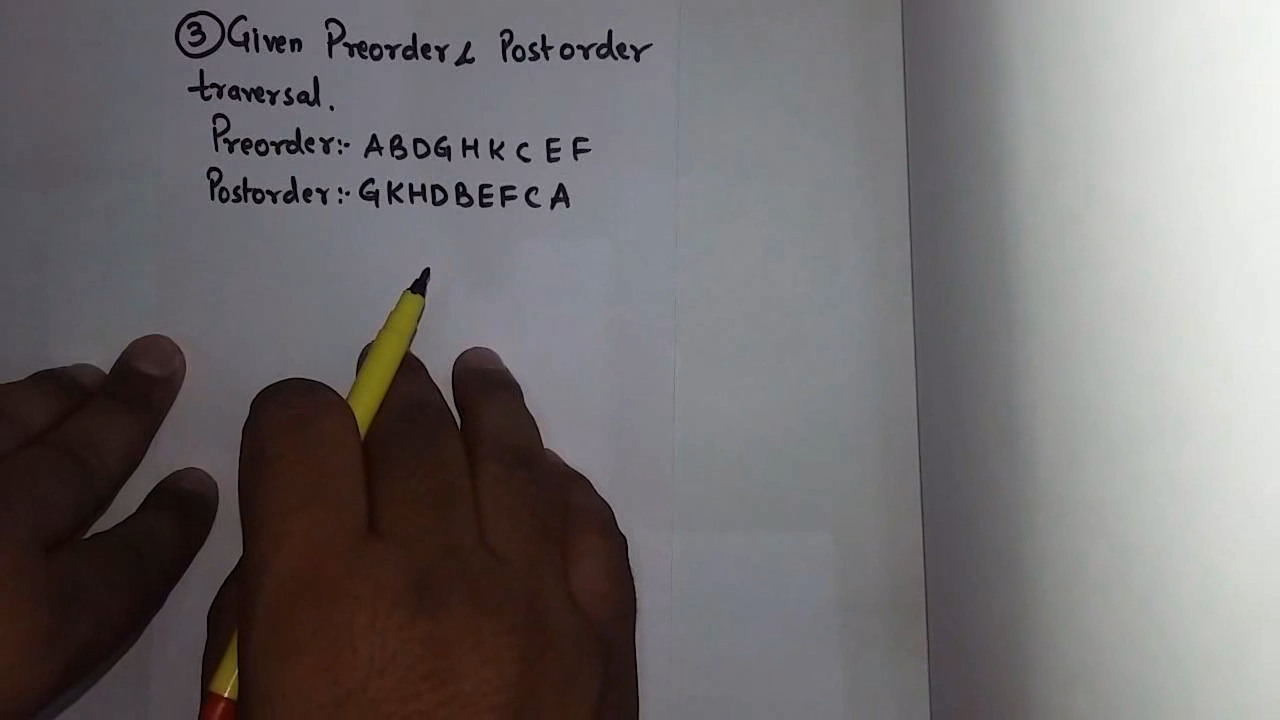 ③ Given Preorder & Postorder
traversal.
Preorder:- A B D G H K C E F
Postorder:- G K H D B E F C A